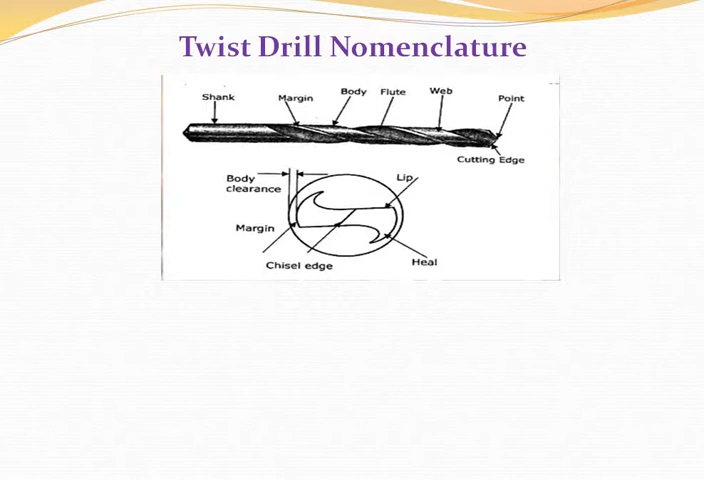 Twist Drill Nomenclature
Shank
Margin
Body
Flute
Web
Point
Cutting Edge
Body
clearance
Lip
Margin
Chisel edge
Heal